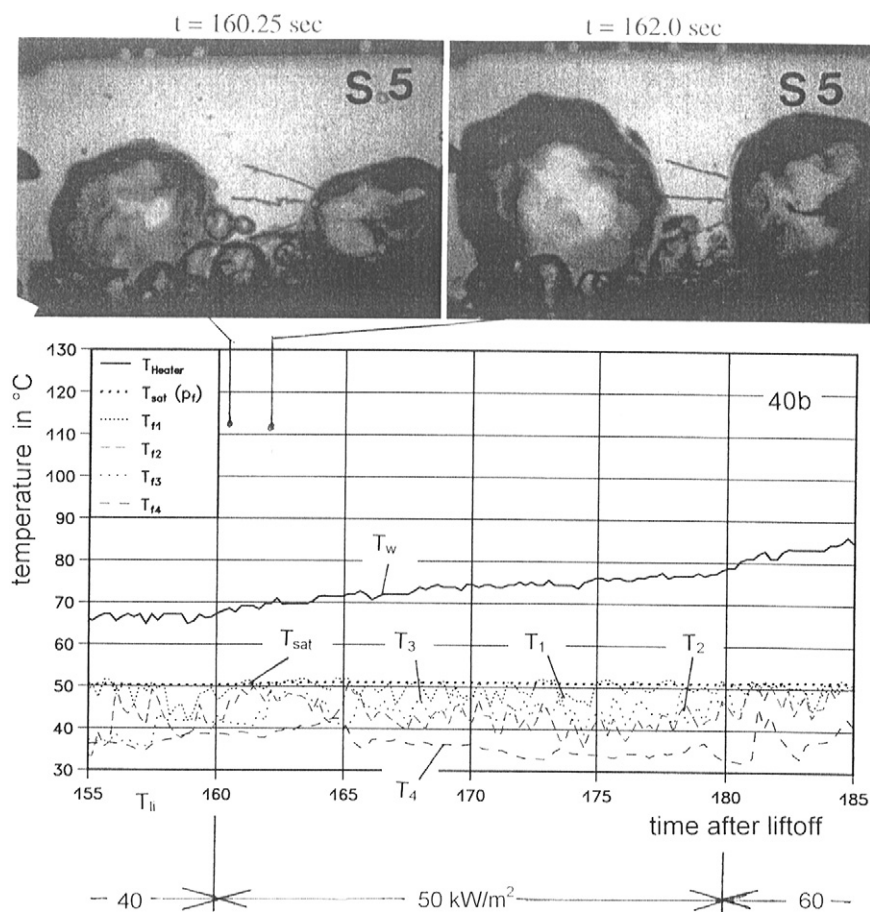 t = 160.25 sec
t = 162.0 sec
S.5
S 5
130
120
110
100
90
80
70
60
50
40
30
temperature in °C
T_Heater
T_sat (p_f)
T_f1
T_f2
T_f3
T_f4
40b
T_w
T_sat
T_3
T_1
T_2
T_4
155
160
165
170
175
180
185
T_li
time after liftoff
40
50 kW/m²
60